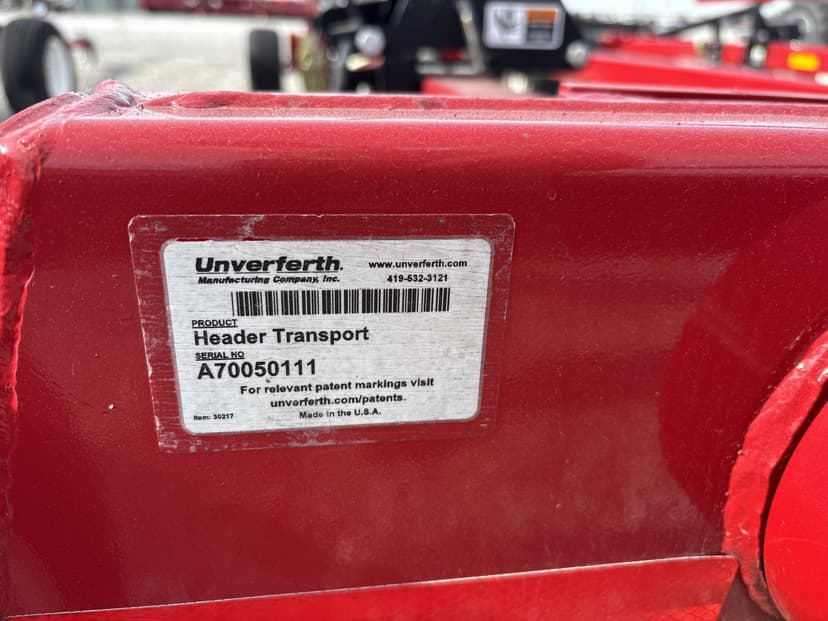 Unverferth.
Manufacturing Company, Inc.
www.unverferth.com
419-532-3121
PRODUCT
Header Transport
SERIAL NO
A70050111
For relevant patent markings visit
unverferth.com/patents.
Item: 30217
Made in the U.S.A.